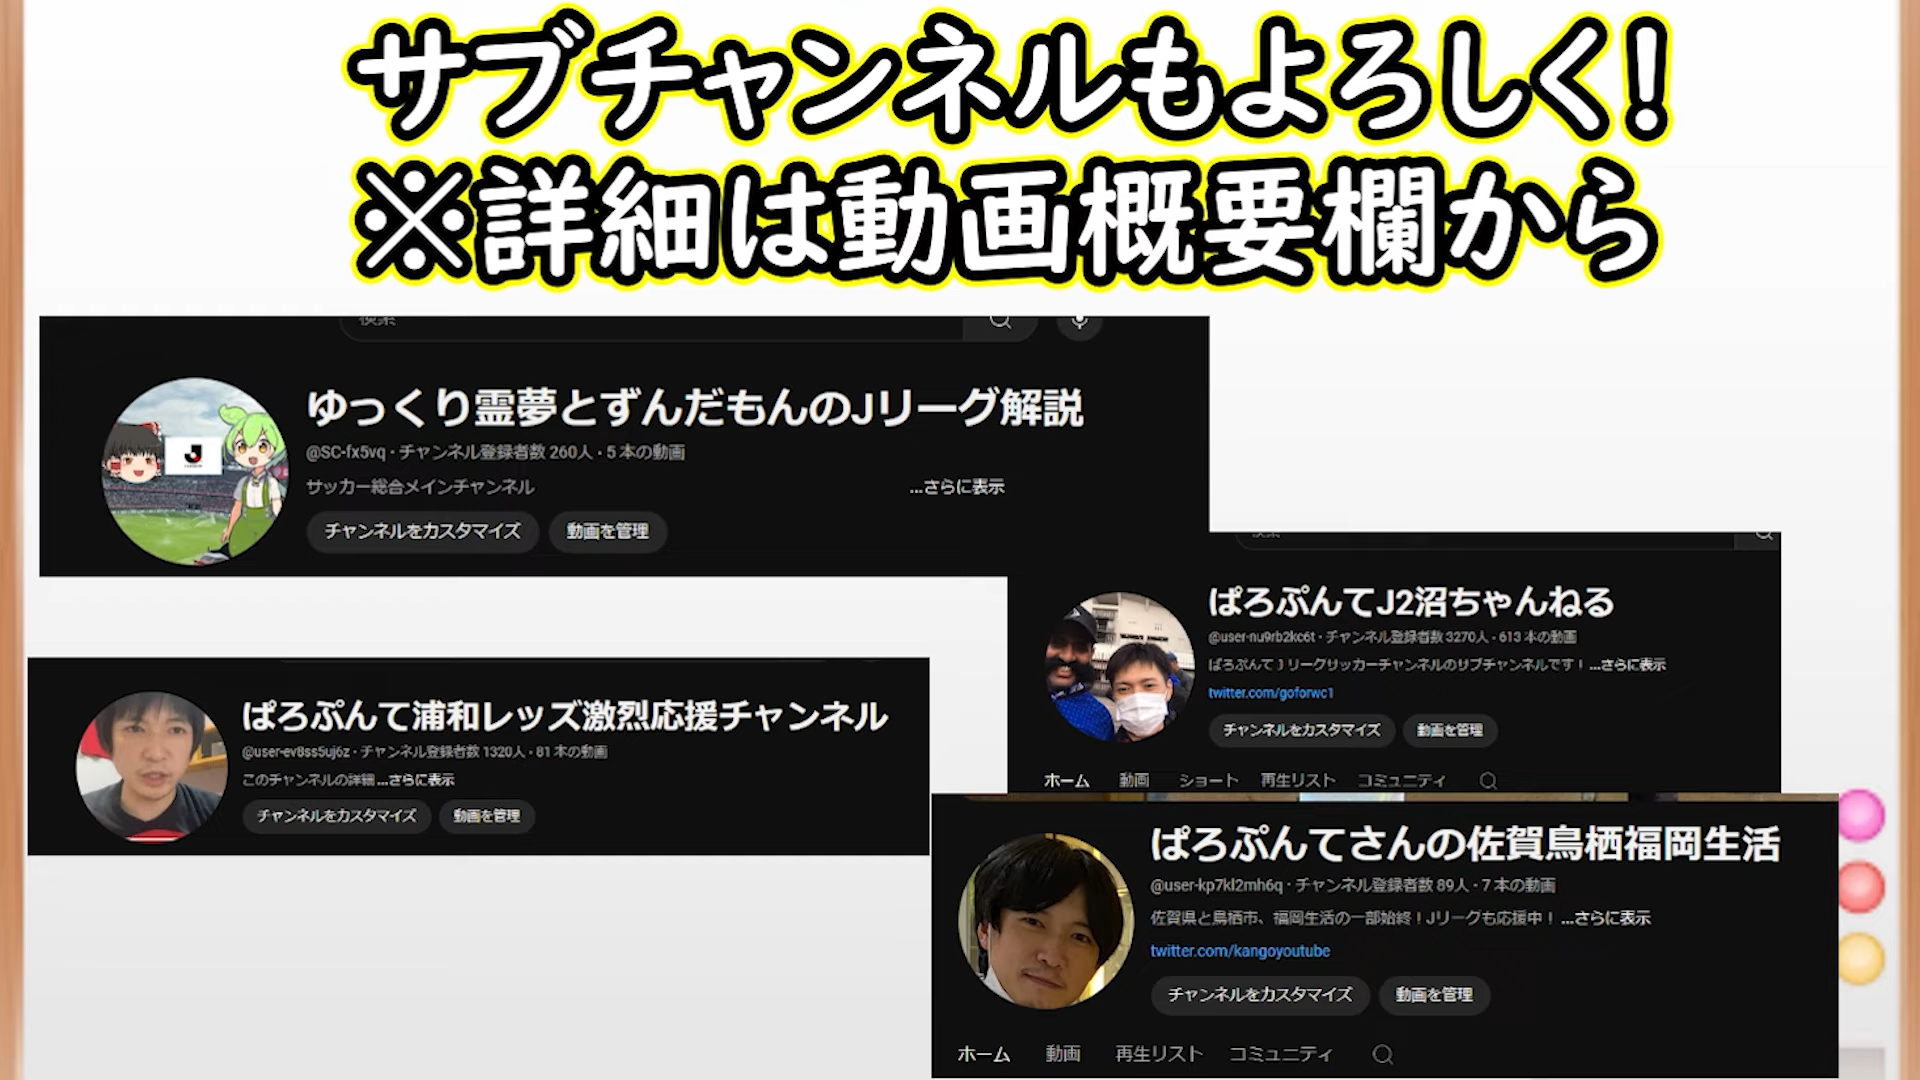 サブチャンネルもよろしく!
※詳細は動画概要欄から
検索
ゆっくり霊夢とずんだもんのJリーグ解説
@SC-fx5vq・チャンネル登録者数 260人・5 本の動画
サッカー総合メインチャンネル ...さらに表示
チャンネルをカスタマイズ 動画を管理
検索
ぱろぷんてJ2沼ちゃんねる
@user-nu9rb2kc6t・チャンネル登録者数 3270人・613 本の動画
ぱろぷんてJリーグサッカーチャンネルのサブチャンネルです! ...さらに表示
twitter.com/goforwc1
チャンネルをカスタマイズ 動画を管理
ホーム 動画 ショート 再生リスト コミュニティ
ぱろぷんて浦和レッズ激烈応援チャンネル
@user-ev8ss5uj6z・チャンネル登録者数 1320人・81 本の動画
このチャンネルの詳細 ...さらに表示
チャンネルをカスタマイズ 動画を管理
ぱろぷんてさんの佐賀鳥栖福岡生活
@user-kp7kl2mh6q・チャンネル登録者数 89人・7 本の動画
佐賀県と鳥栖市、福岡生活の一部始終!Jリーグも応援中! ...さらに表示
twitter.com/kangoyoutube
チャンネルをカスタマイズ 動画を管理
ホーム 動画 再生リスト コミュニティ